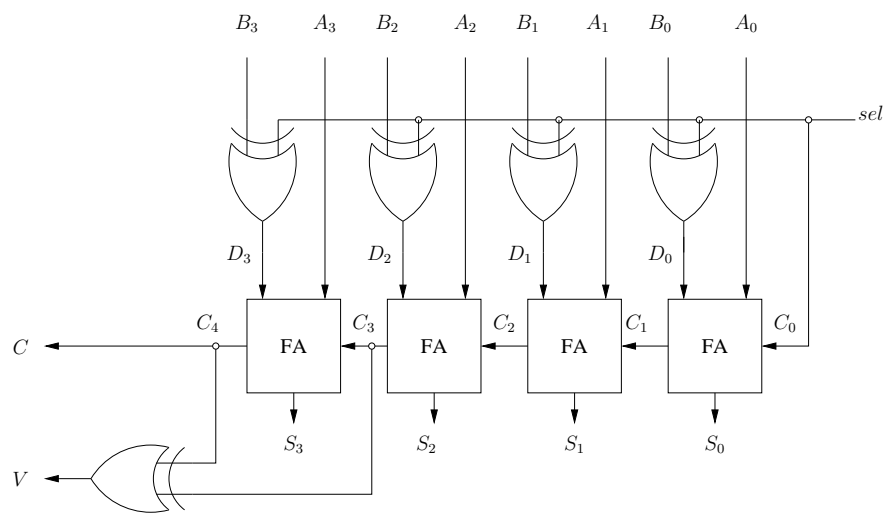 B₃ A₃ B₂ A₂ B₁ A₁ B₀ A₀
sel
D₃ D₂ D₁ D₀
C₄ C₃ C₂ C₁ C₀
C FA FA FA FA
S₃ S₂ S₁ S₀
V